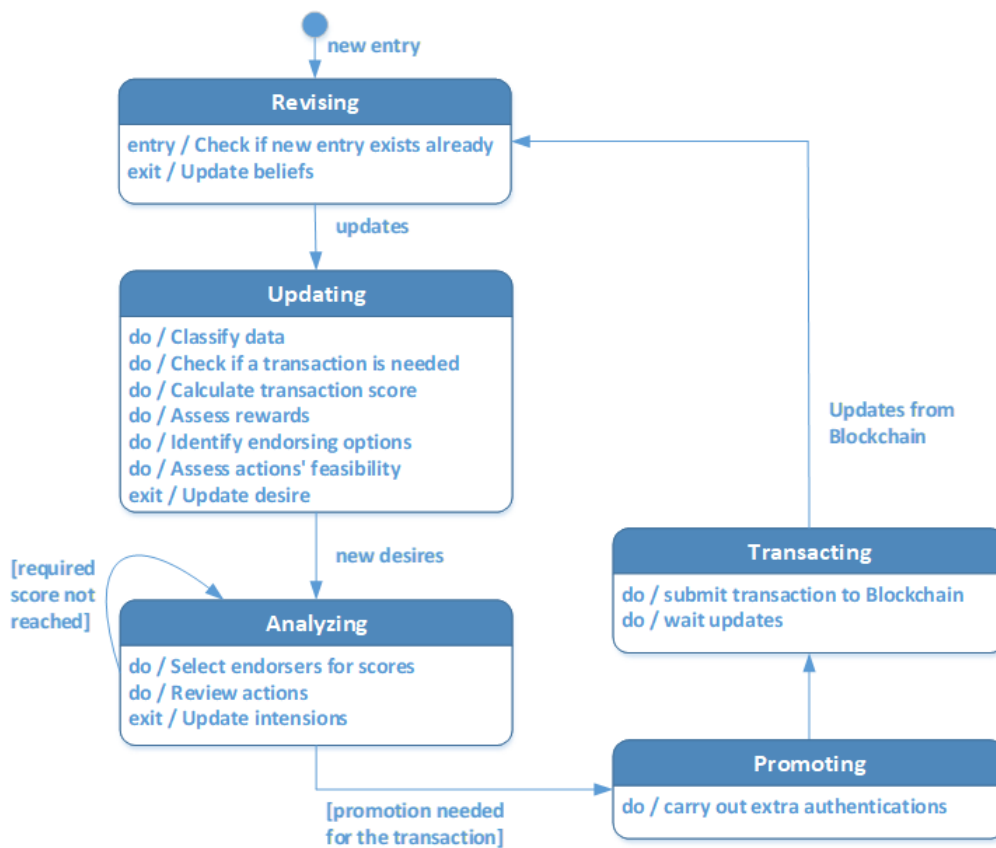 new entry
Revising
entry / Check if new entry exists already
exit / Update beliefs
updates
Updating
do / Classify data
do / Check if a transaction is needed
do / Calculate transaction score
do / Assess rewards
do / Identify endorsing options
do / Assess actions' feasibility
exit / Update desire
new desires
[required
score not
reached]
Analyzing
do / Select endorsers for scores
do / Review actions
exit / Update intensions
[promotion needed
for the transaction]
Promoting
do / carry out extra authentications
Transacting
do / submit transaction to Blockchain
do / wait updates
Updates from
Blockchain